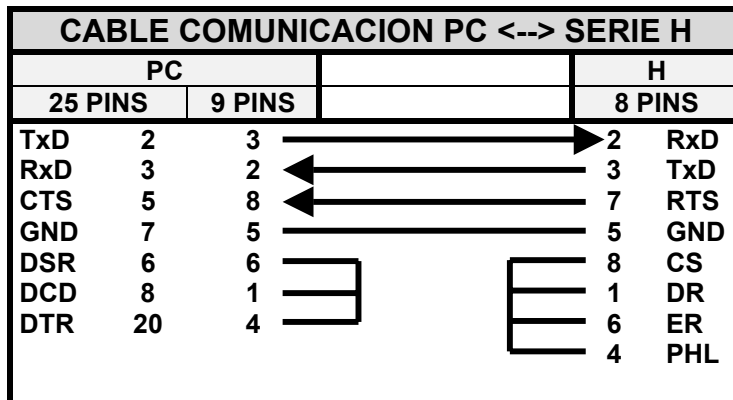 CABLE COMUNICACION PC <--> SERIE H
PC H
25 PINS 9 PINS 8 PINS
TxD 2 3 2 RxD
RxD 3 2 3 TxD
CTS 5 8 7 RTS
GND 7 5 5 GND
DSR 6 6 8 CS
DCD 8 1 1 DR
DTR 20 4 6 ER
4 PHL